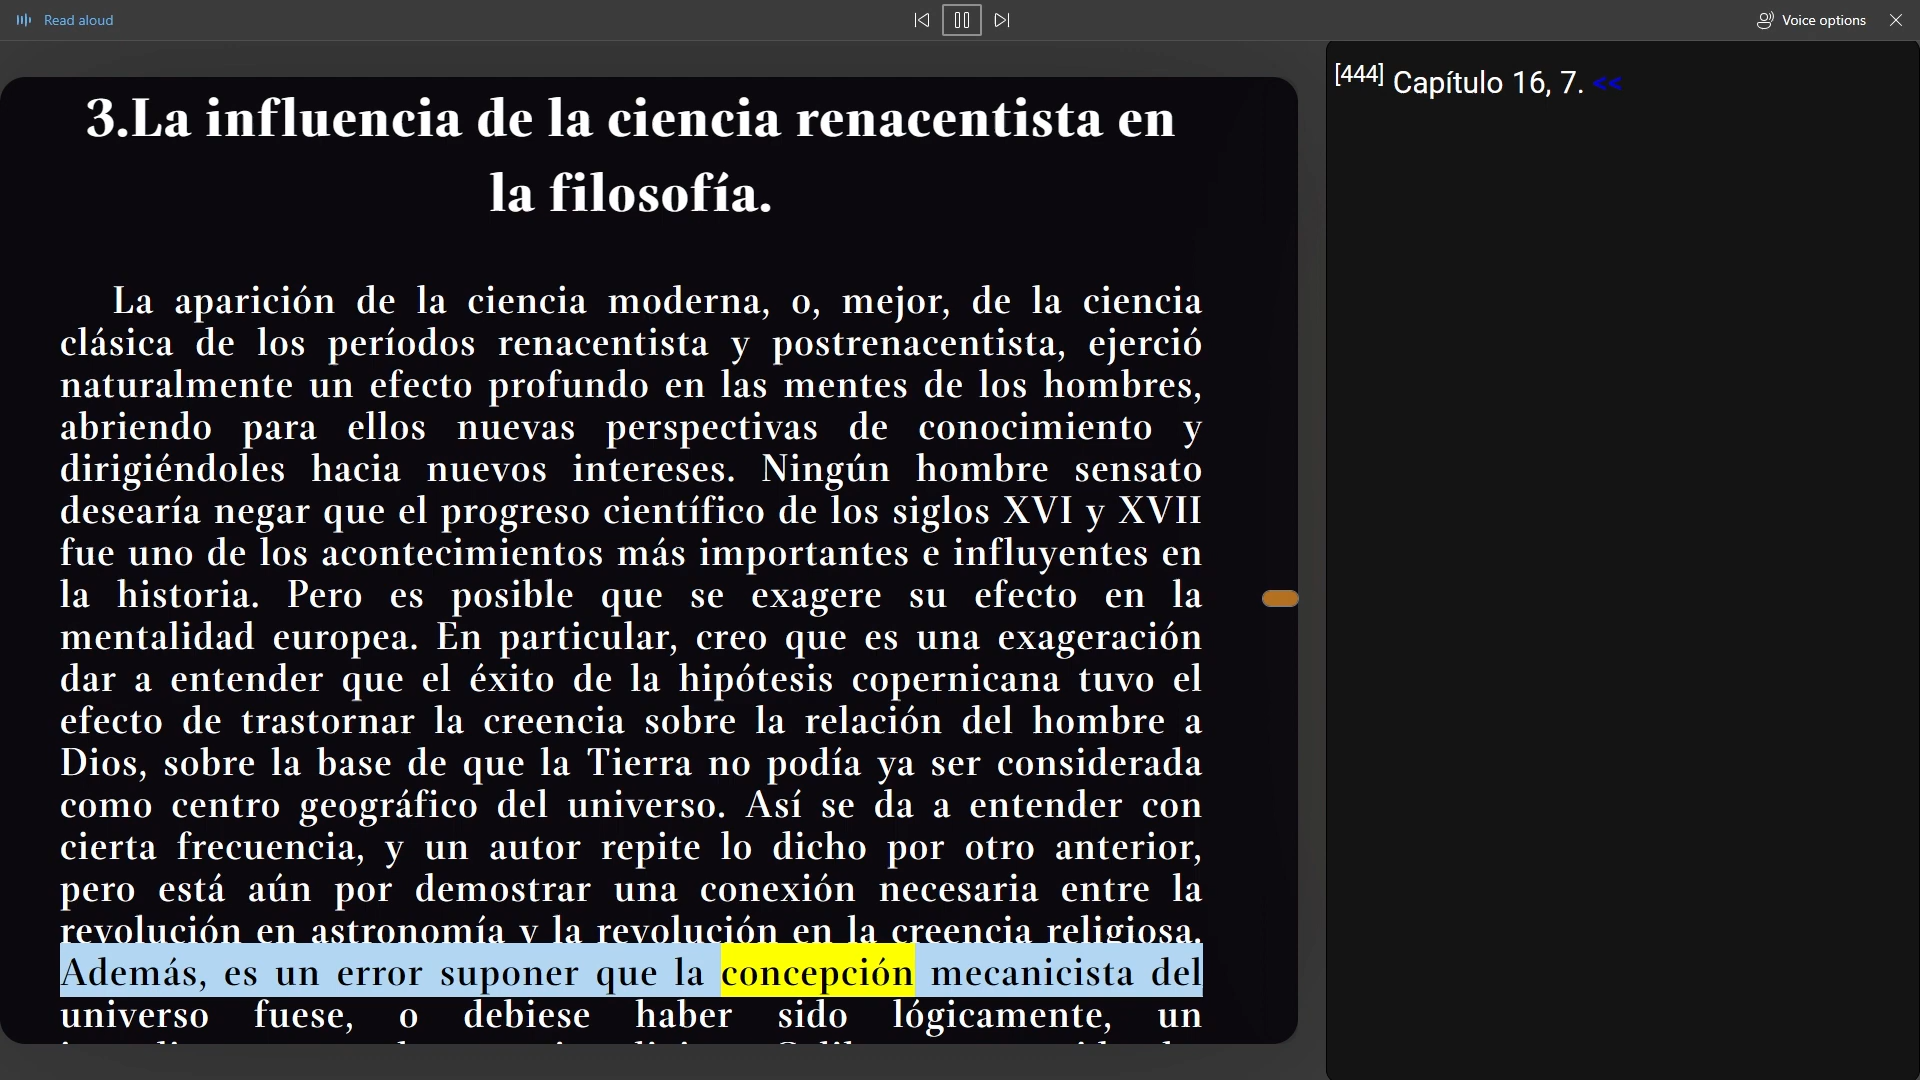 Read aloud
Voice options
3.La influencia de la ciencia renacentista en
la filosofía.
La aparición de la ciencia moderna, o, mejor, de la ciencia
clásica de los períodos renacentista y postrenacentista, ejerció
naturalmente un efecto profundo en las mentes de los hombres,
abriendo para ellos nuevas perspectivas de conocimiento y
dirigiéndoles hacia nuevos intereses. Ningún hombre sensato
desearía negar que el progreso científico de los siglos XVI y XVII
fue uno de los acontecimientos más importantes e influyentes en
la historia. Pero es posible que se exagere su efecto en la
mentalidad europea. En particular, creo que es una exageración
dar a entender que el éxito de la hipótesis copernicana tuvo el
efecto de trastornar la creencia sobre la relación del hombre a
Dios, sobre la base de que la Tierra no podía ya ser considerada
como centro geográfico del universo. Así se da a entender con
cierta frecuencia, y un autor repite lo dicho por otro anterior,
pero está aún por demostrar una conexión necesaria entre la
revolución en astronomía y la revolución en la creencia religiosa.
Además, es un error suponer que la concepción mecanicista del
universo fuese, o debiese haber sido lógicamente, un
[444] Capítulo 16, 7. <<